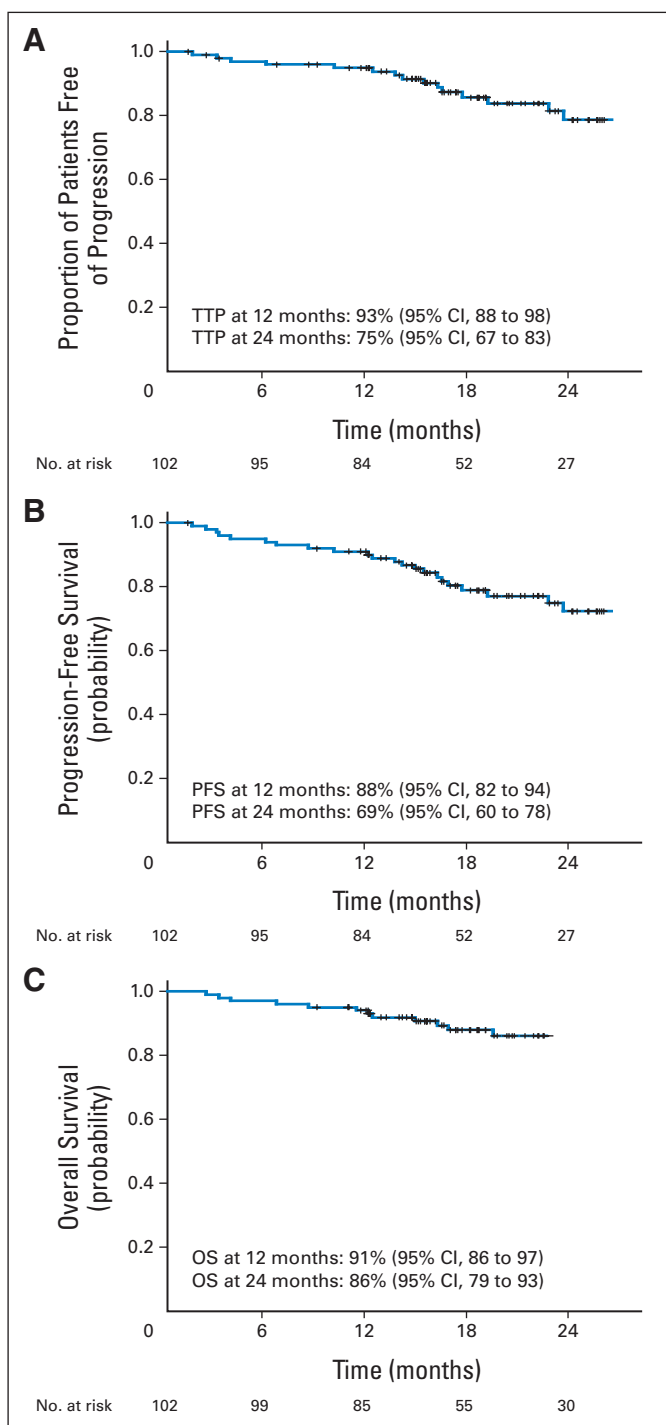 A
Proportion of Patients Free
of Progression
1.0
0.8
0.6
0.4
0.2
TTP at 12 months: 93% (95% CI, 88 to 98)
TTP at 24 months: 75% (95% CI, 67 to 83)
0 6 12 18 24
Time (months)
No. at risk 102 95 84 52 27
B
Progression-Free Survival
(probability)
1.0
0.8
0.6
0.4
0.2
PFS at 12 months: 88% (95% CI, 82 to 94)
PFS at 24 months: 69% (95% CI, 60 to 78)
0 6 12 18 24
Time (months)
No. at risk 102 95 84 52 27
C
Overall Survival
(probability)
1.0
0.8
0.6
0.4
0.2
OS at 12 months: 91% (95% CI, 86 to 97)
OS at 24 months: 86% (95% CI, 79 to 93)
0 6 12 18 24
Time (months)
No. at risk 102 99 85 55 30